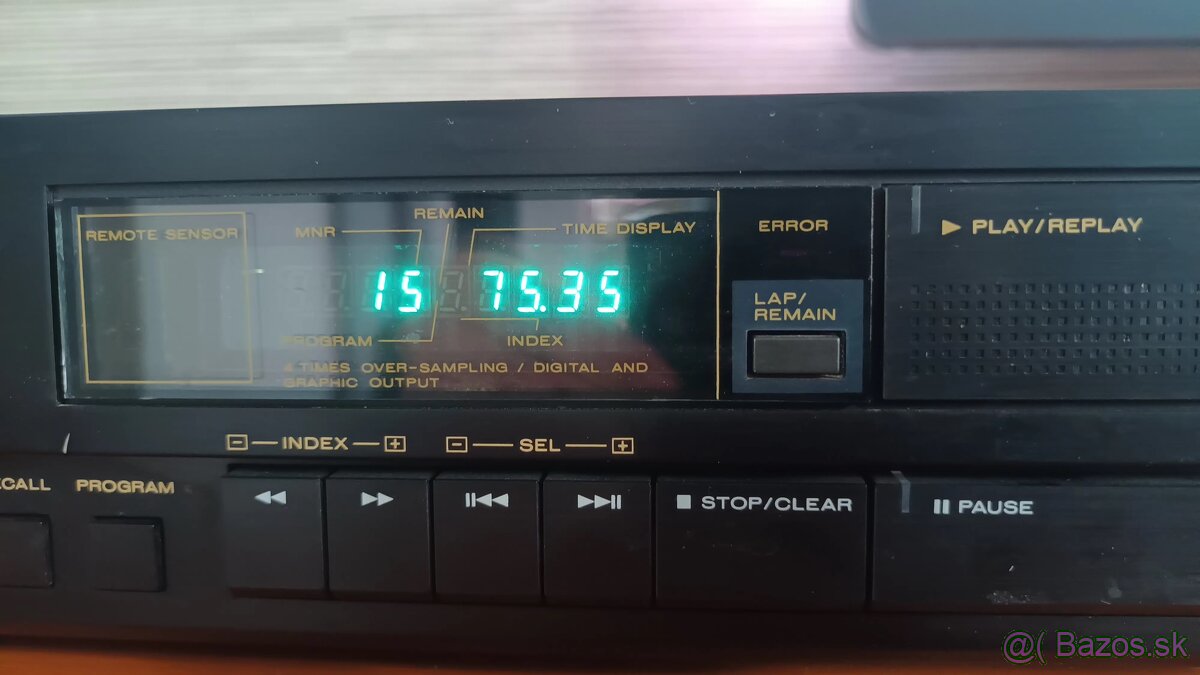 REMAIN
REMOTE SENSOR
MNR
TIME DISPLAY
ERROR
▶ PLAY/REPLAY
15 75.35
LAP/
REMAIN
PROGRAM
INDEX
4 TIMES OVER-SAMPLING / DIGITAL AND
GRAPHIC OUTPUT
- INDEX +
- SEL +
PROGRAM
◀◀
▶▶
❚❚◀◀
▶▶❚❚
■ STOP/CLEAR
❚❚ PAUSE
@( Bazos.sk